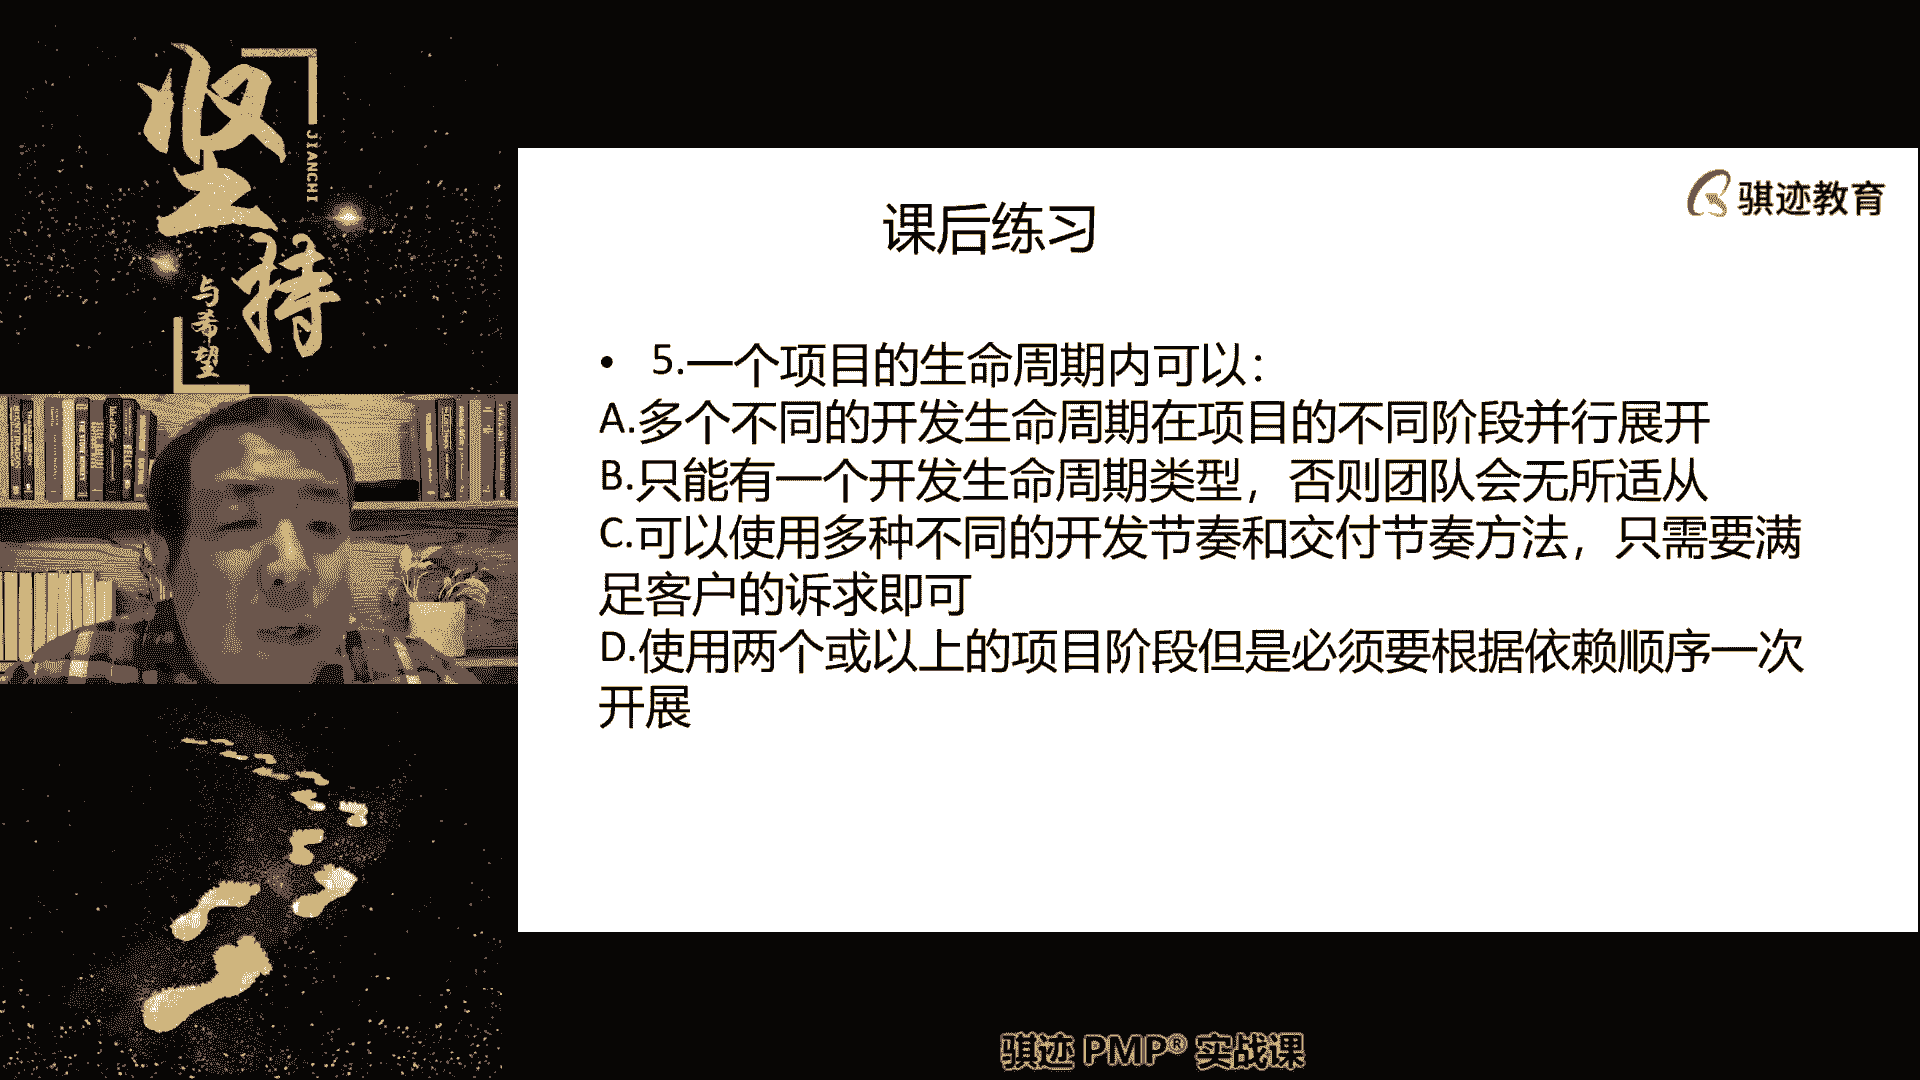 坚持
JIANCHI
与希望
骐迹教育
课后练习
• 5.一个项目的生命周期内可以：
A.多个不同的开发生命周期在项目的不同阶段并行展开
B.只能有一个开发生命周期类型，否则团队会无所适从
C.可以使用多种不同的开发节奏和交付节奏方法，只需要满
足客户的诉求即可
D.使用两个或以上的项目阶段但是必须要根据依赖顺序一次
开展
骐迹 PMP® 实战课